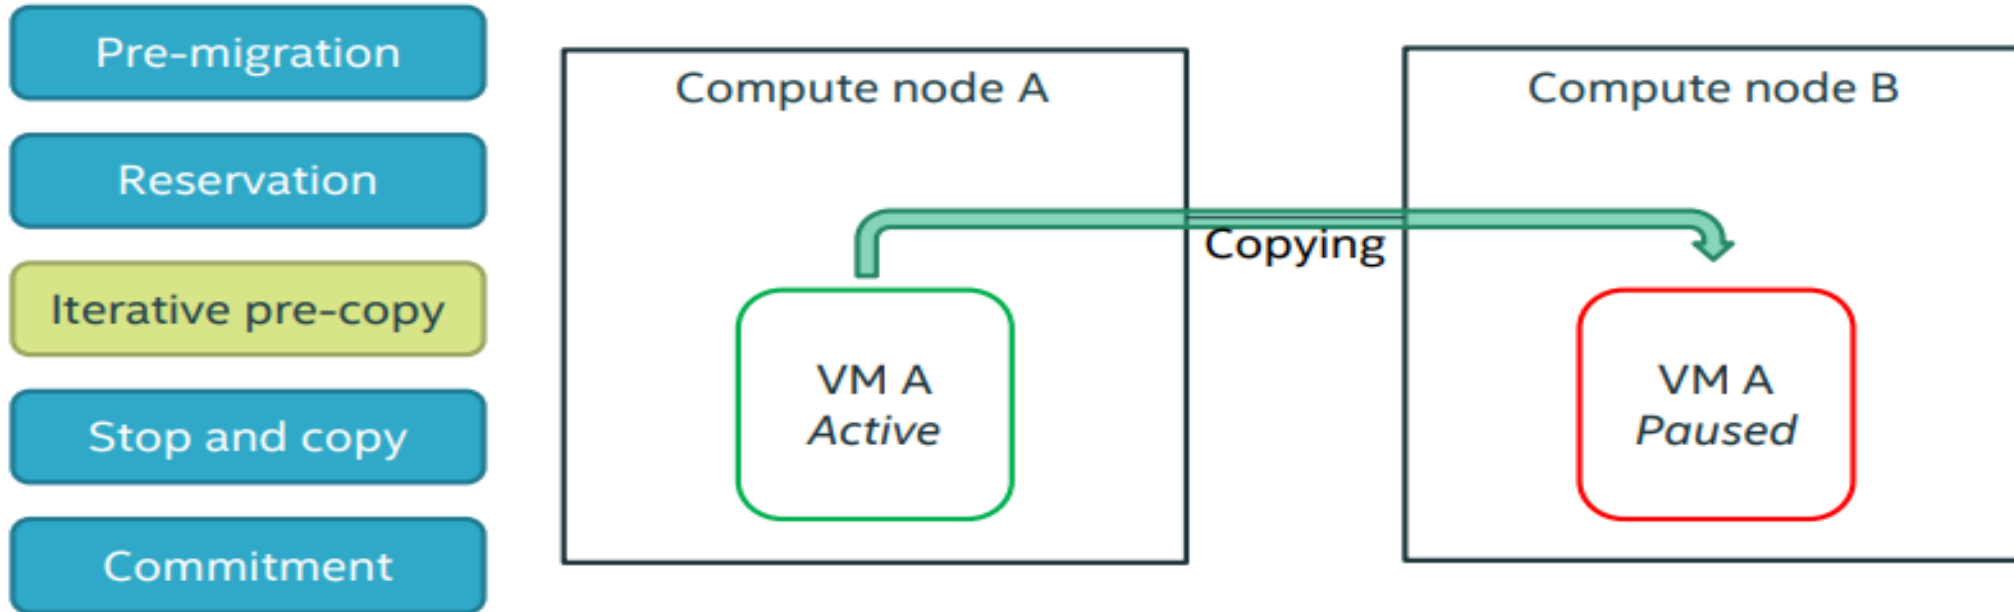 Pre-migration
Reservation
Iterative pre-copy
Stop and copy
Commitment
Compute node A
Copying
VM A
Active
Compute node B
VM A
Paused